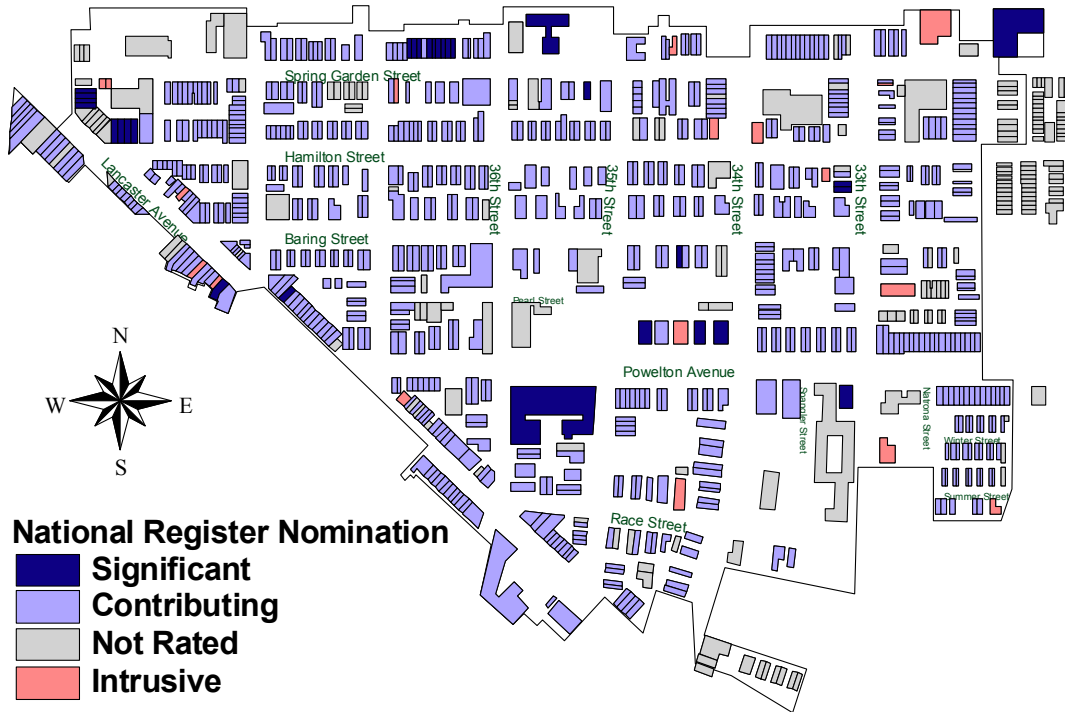 Spring Garden Street
Hamilton Street
Lancaster Avenue
36th Street
35th Street
34th Street
33th Street
Baring Street
Pearl Street
N
W
E
S
Powelton Avenue
Spangler Street
Natrona Street
Winter Street
Summer Street
Race Street
National Register Nomination
Significant
Contributing
Not Rated
Intrusive